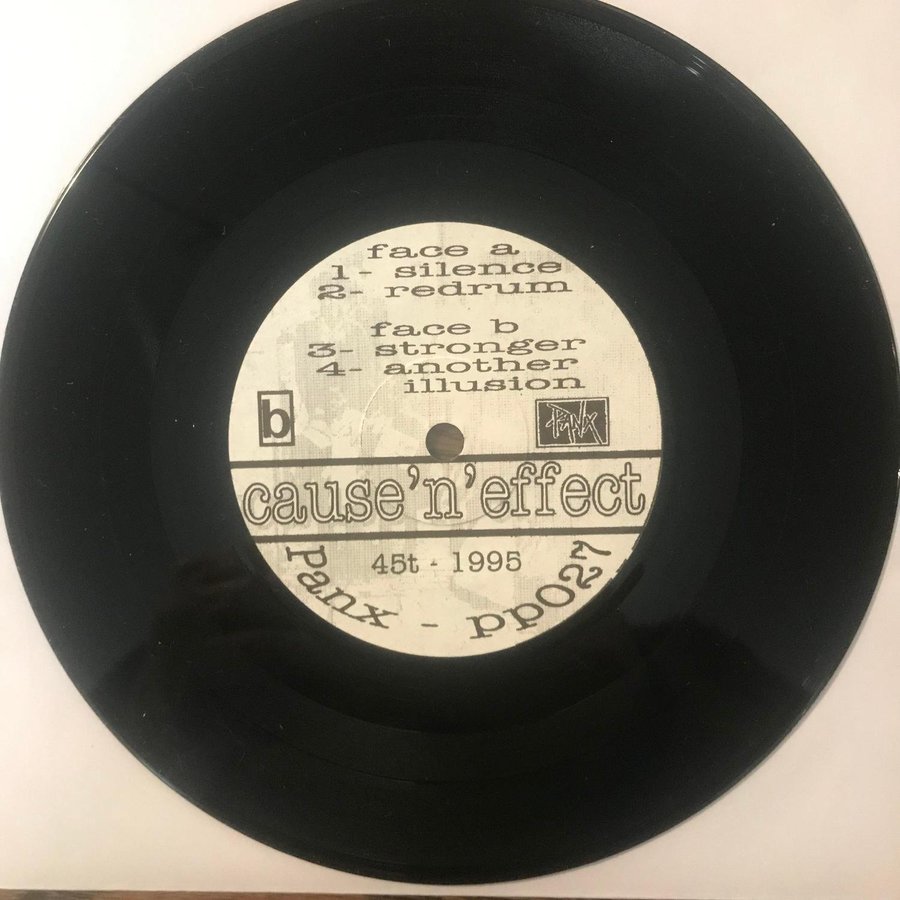 face a
1- silence
2- redrum
face b
3- stronger
4- another
illusion
b
PANX
cause'n'effect
45t - 1995
Panx - pp027